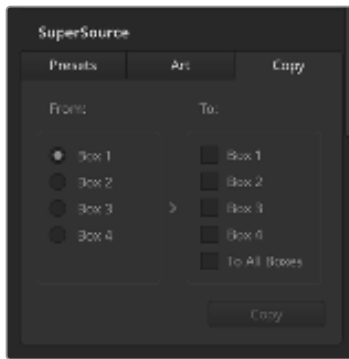 SuperSource
Presets Art Copy
From: To:
Box 1 Box 1
Box 2 Box 2
Box 3 > Box 3
Box 4 Box 4
To All Boxes
Copy